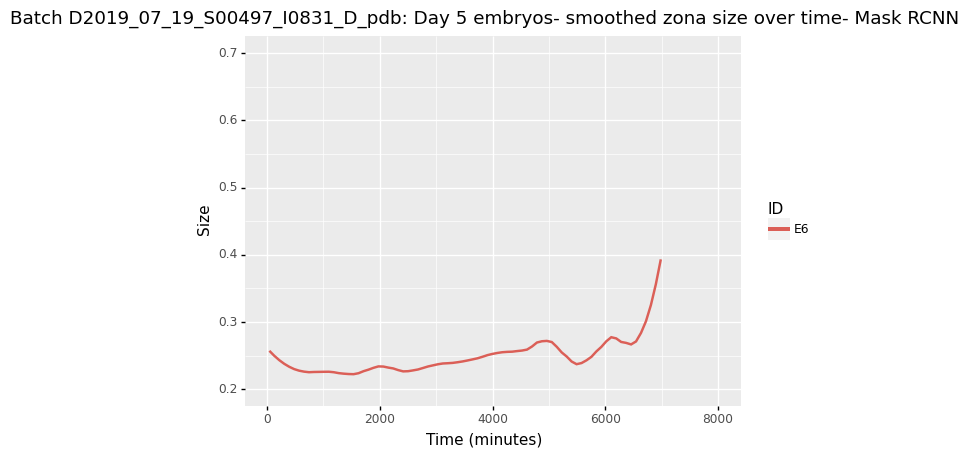 Batch D2019_07_19_S00497_I0831_D_pdb: Day 5 embryos- smoothed zona size over time- Mask RCNN
0.7
0.6
0.5
0.4
0.3
0.2
Size
0 2000 4000 6000 8000
Time (minutes)
ID
E6